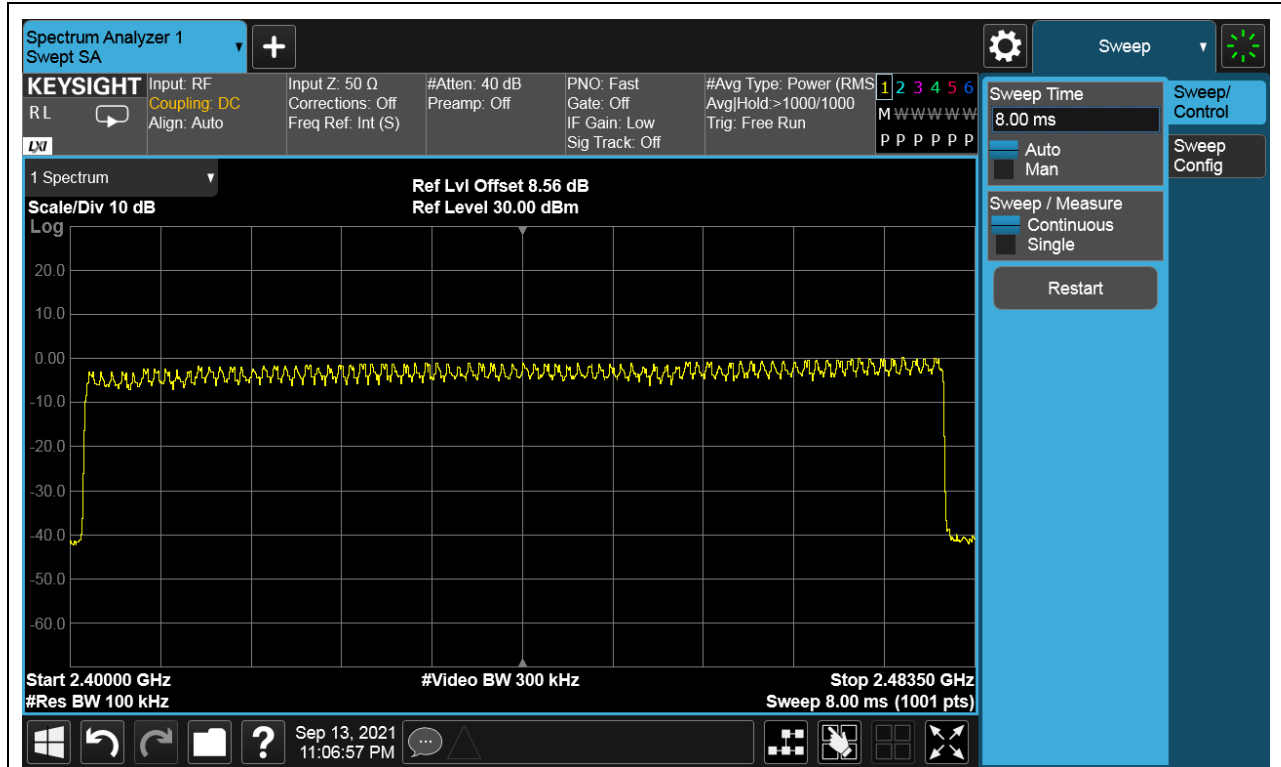 Spectrum Analyzer 1
Swept SA
+
Sweep
KEYSIGHT
RL
LXI
Input: RF
Coupling: DC
Align: Auto
Input Z: 50 Ω
Corrections: Off
Freq Ref: Int (S)
#Atten: 40 dB
Preamp: Off
PNO: Fast
Gate: Off
IF Gain: Low
Sig Track: Off
#Avg Type: Power (RMS
Avg|Hold:>1000/1000
Trig: Free Run
1 2 3 4 5 6
M W W W W W
P P P P P P
Sweep Time
8.00 ms
Auto
Man
Sweep / Measure
Continuous
Single
Restart
Sweep/
Control
Sweep
Config
1 Spectrum
Ref Lvl Offset 8.56 dB
Scale/Div 10 dB
Ref Level 30.00 dBm
Log
20.0
10.0
0.00
-10.0
-20.0
-30.0
-40.0
-50.0
-60.0
Start 2.40000 GHz
#Video BW 300 kHz
Stop 2.48350 GHz
#Res BW 100 kHz
Sweep 8.00 ms (1001 pts)
?
Sep 13, 2021
11:06:57 PM